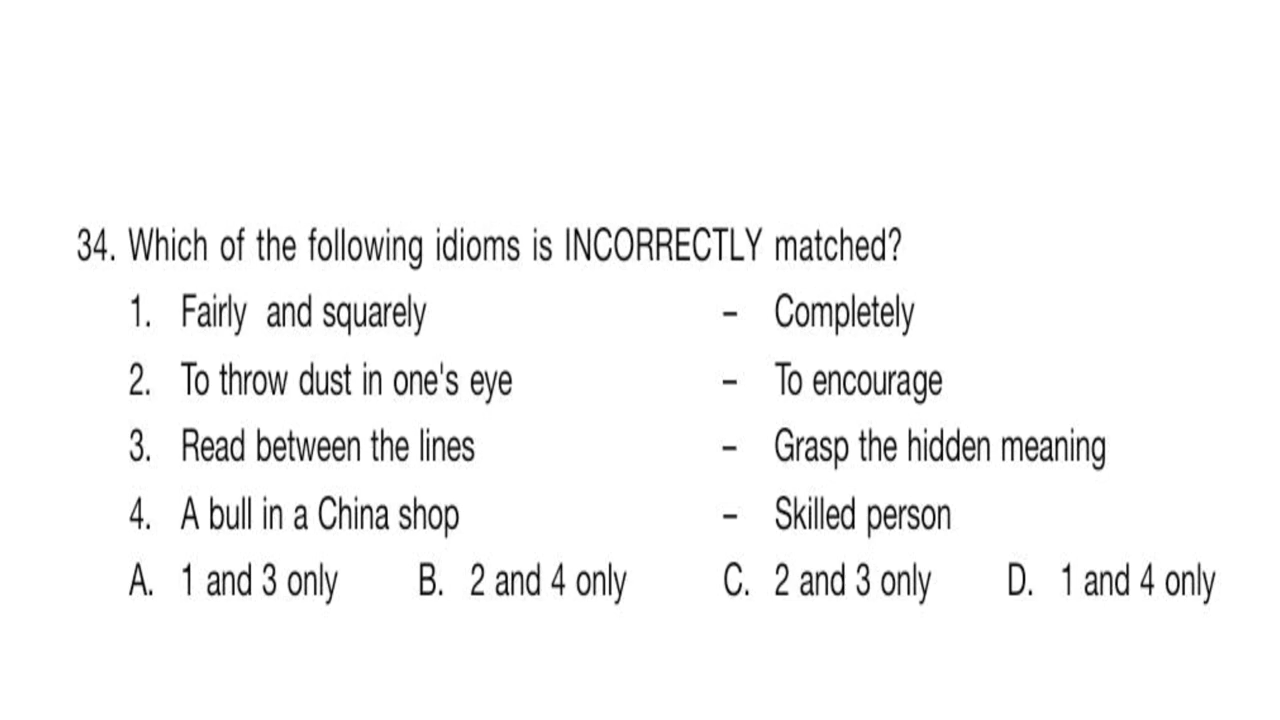 34. Which of the following idioms is INCORRECTLY matched?
1. Fairly and squarely – Completely
2. To throw dust in one's eye – To encourage
3. Read between the lines – Grasp the hidden meaning
4. A bull in a China shop – Skilled person
A. 1 and 3 only B. 2 and 4 only C. 2 and 3 only D. 1 and 4 only